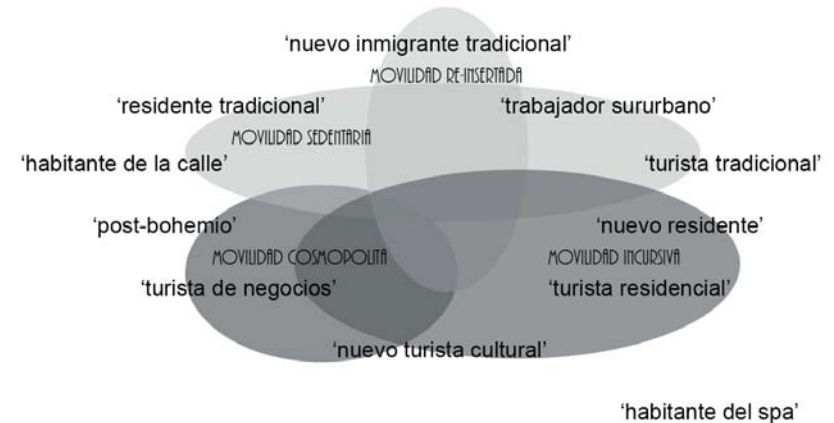 ‘nuevo inmigrante tradicional’
MOVILIDAD RE-INSERTADA
‘residente tradicional’
‘trabajador sururbano’
MOVILIDAD SEDENTARIA
‘habitante de la calle’
‘turista tradicional’
‘post-bohemio’
‘nuevo residente’
MOVILIDAD COSMOPOLITA
MOVILIDAD INCURSIVA
‘turista de negocios’
‘turista residencial’
‘nuevo turista cultural’
‘habitante del spa’